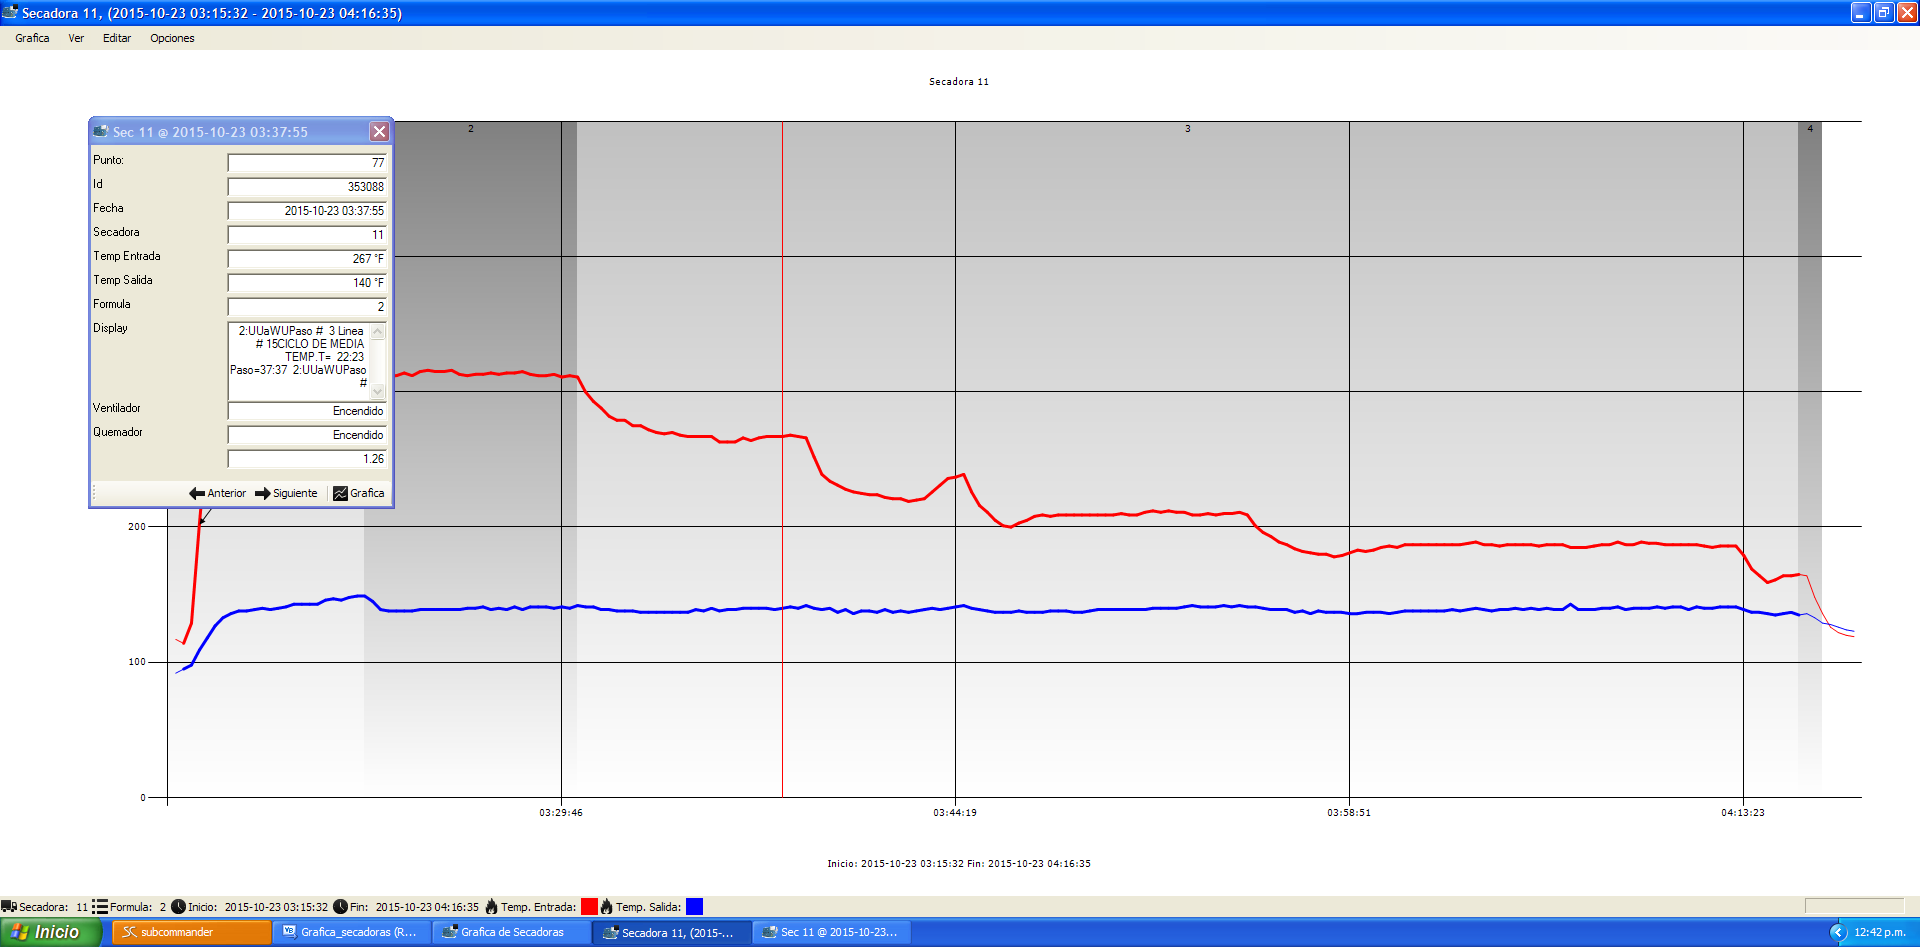 Secadora 11, (2015-10-23 03:15:32 - 2015-10-23 04:16:35)
Grafica Ver Editar Opciones
Secadora 11
2 3 4
Sec 11 @ 2015-10-23 03:37:55
Punto: 77
Id 353088
Fecha 2015-10-23 03:37:55
Secadora 11
Temp Entrada 267 °F
Temp Salida 140 °F
Formula 2
Display 2:UUaWUPaso # 3 Linea
# 15CICLO DE MEDIA
TEMP.T= 22:23
Paso=37:37 2:UUaWUPaso
#
Ventilador Encendido
Quemador Encendido
1.26
Anterior Siguiente Grafica
200
100
0
03:29:46 03:44:19 03:58:51 04:13:23
Inicio: 2015-10-23 03:15:32 Fin: 2015-10-23 04:16:35
Secadora: 11 Formula: 2 Inicio: 2015-10-23 03:15:32 Fin: 2015-10-23 04:16:35 Temp. Entrada: Temp. Salida:
Inicio subcommander Grafica_secadoras (R... Grafica de Secadoras Secadora 11, (2015-... Sec 11 @ 2015-10-23... 12:42 p.m.